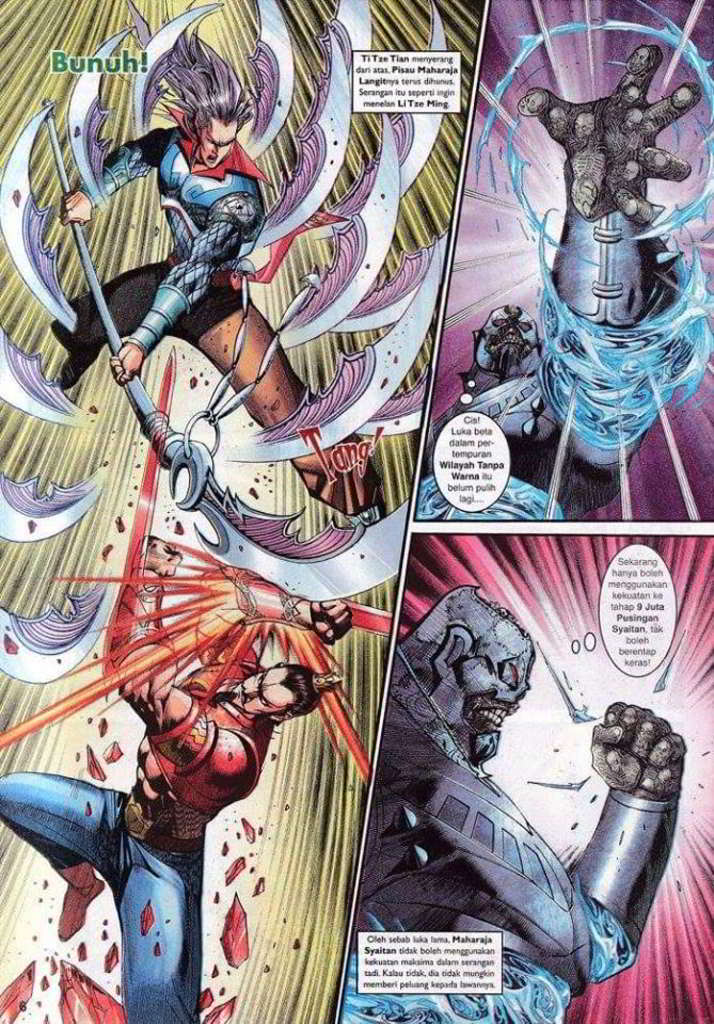 Bunuh!
Ti Tze Tian menyerang
dari atas, Pisau Maharaja
Langitnya terus dihunus.
Serangan itu seperti ingin
menelan Li Tze Ming.
Tang!
Cis!
Luka beta
dalam per-
tempuran
Wilayah Tanpa
Warna itu
belum pulih
lagi....
Sekarang
hanya boleh
menggunakan
kekuatan ke
tahap 9 Juta
Pusingan
Syaitan, tak
boleh
berentap
keras!
Oleh sebab luka lama, Maharaja
Syaitan tidak boleh menggunakan
kekuatan maksima dalam serangan
tadi. Kalau tidak, dia tidak mungkin
memberi peluang kepada lawannya.
6